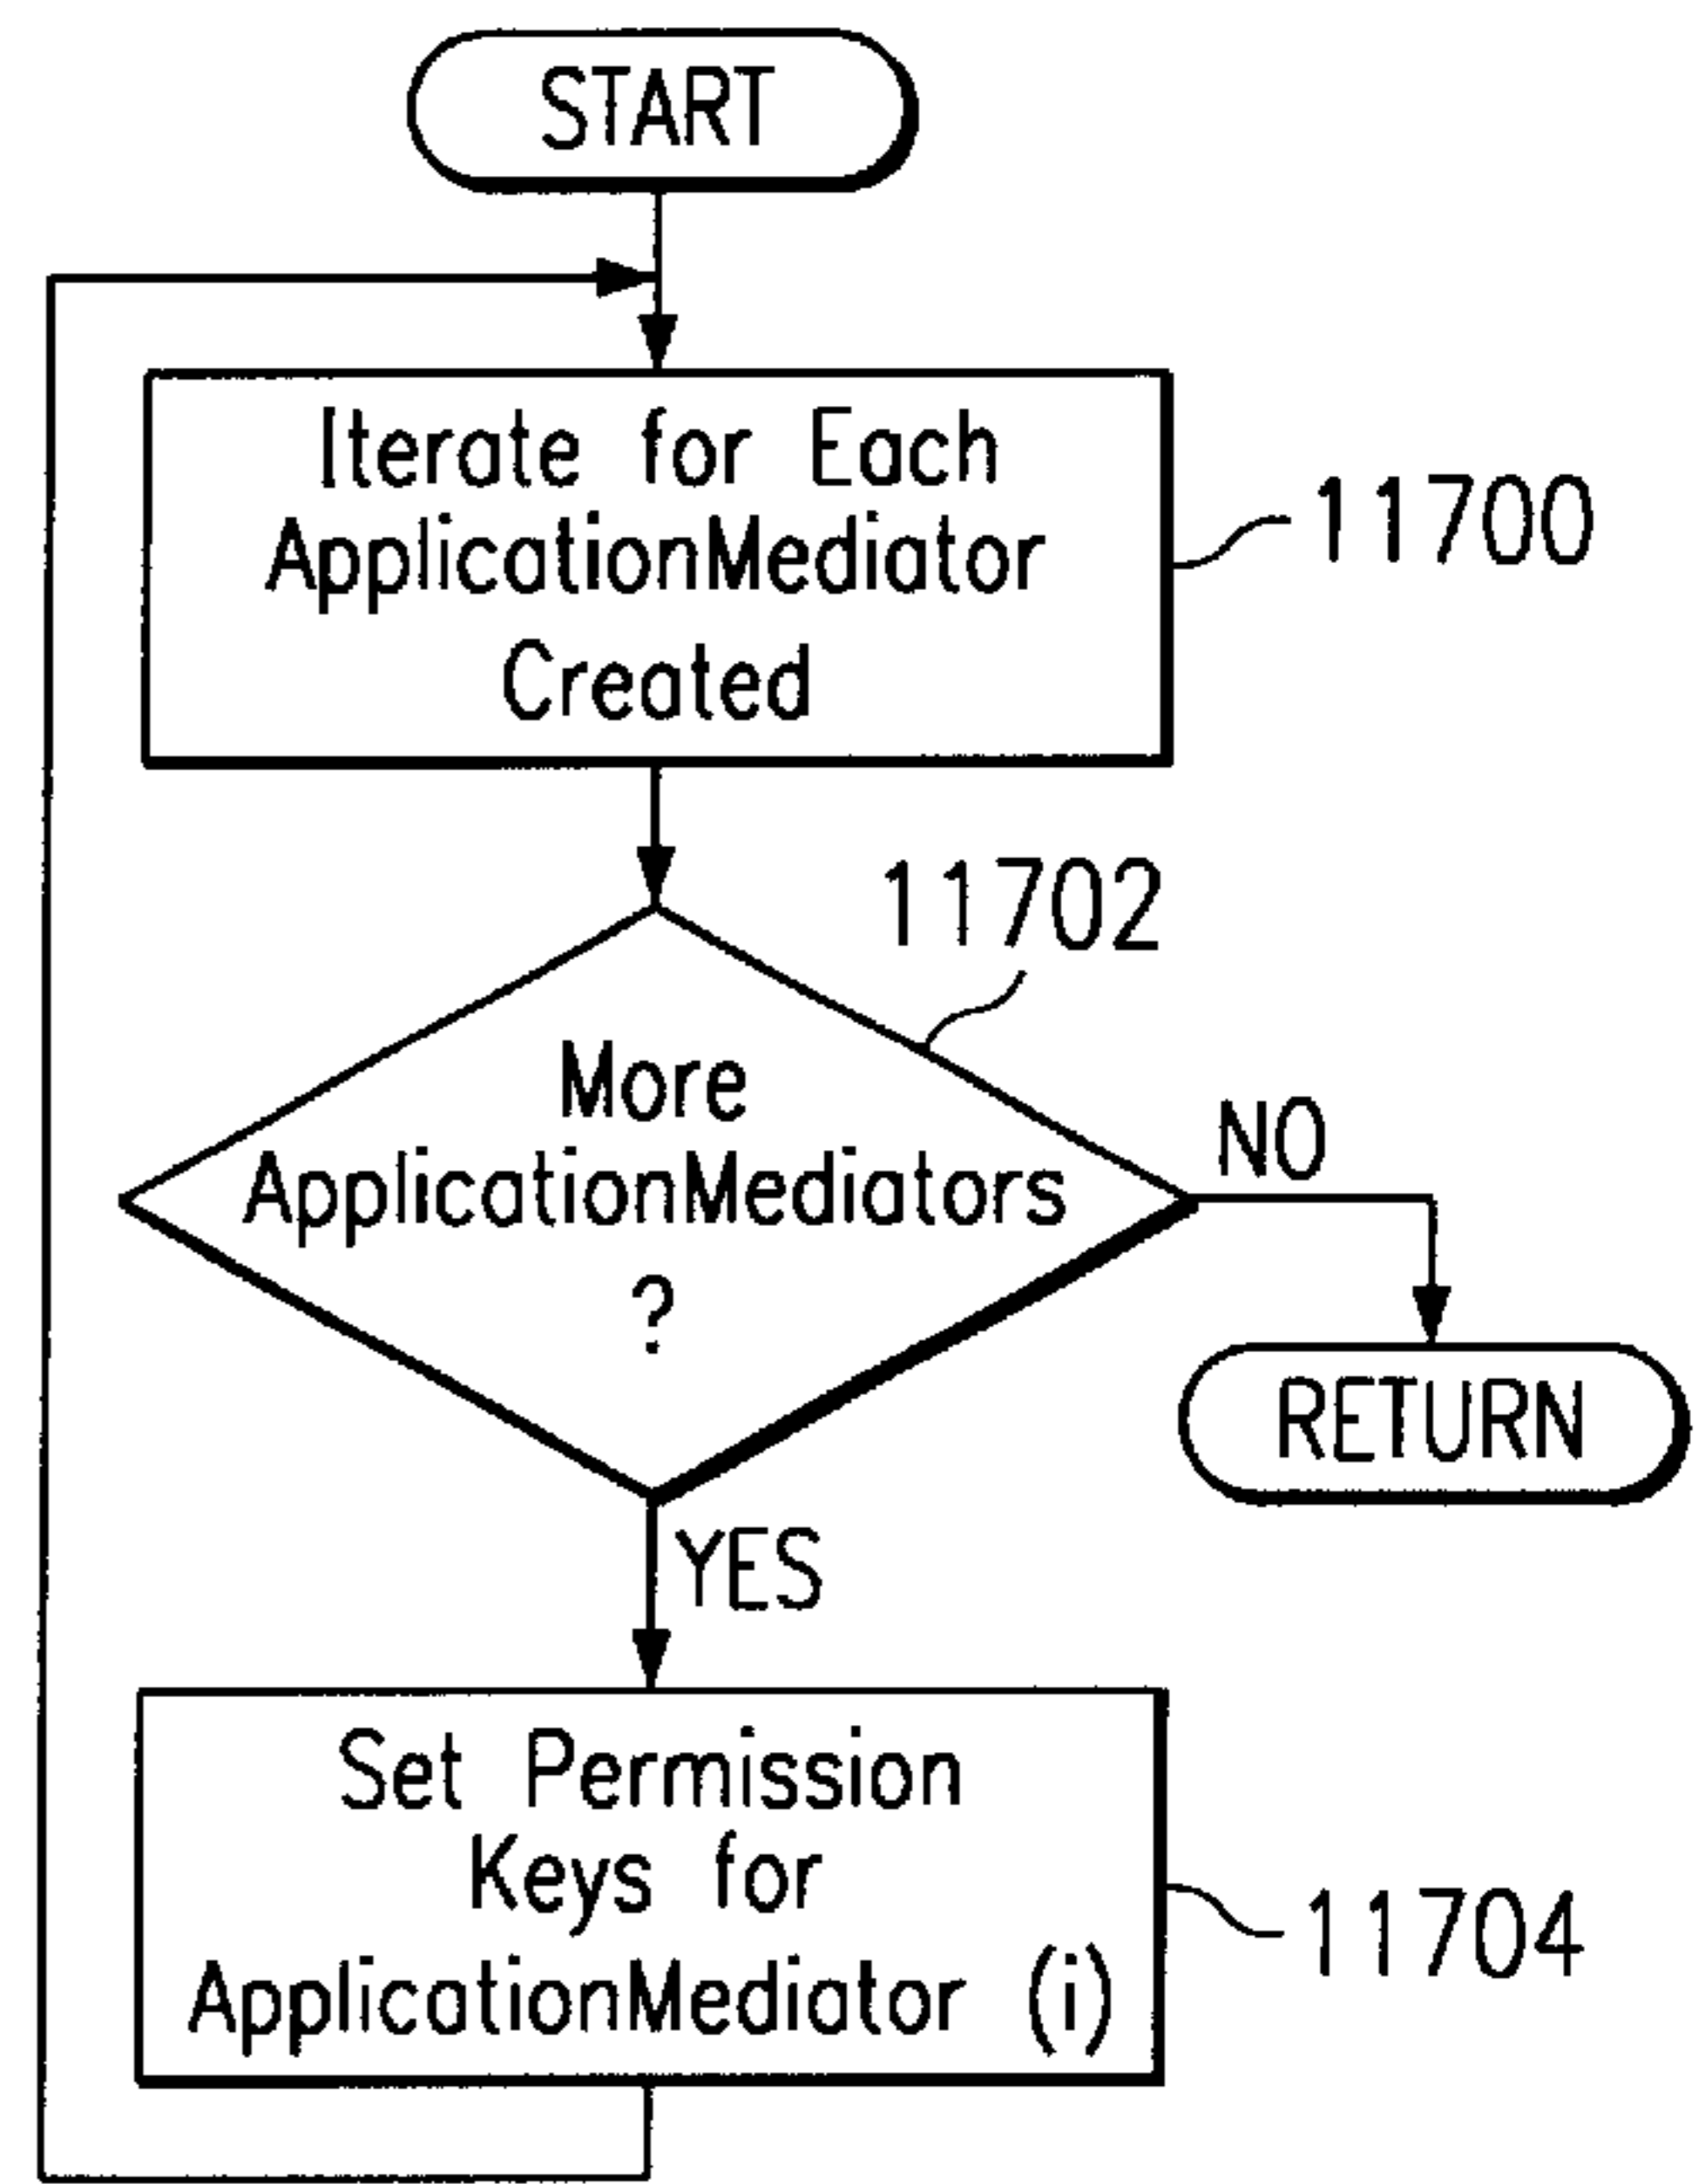 START
Iterate for Each
ApplicationMediator
Created
11700
11702
More
ApplicationMediators
?
NO
RETURN
YES
Set Permission
Keys for
ApplicationMediator (i)
11704